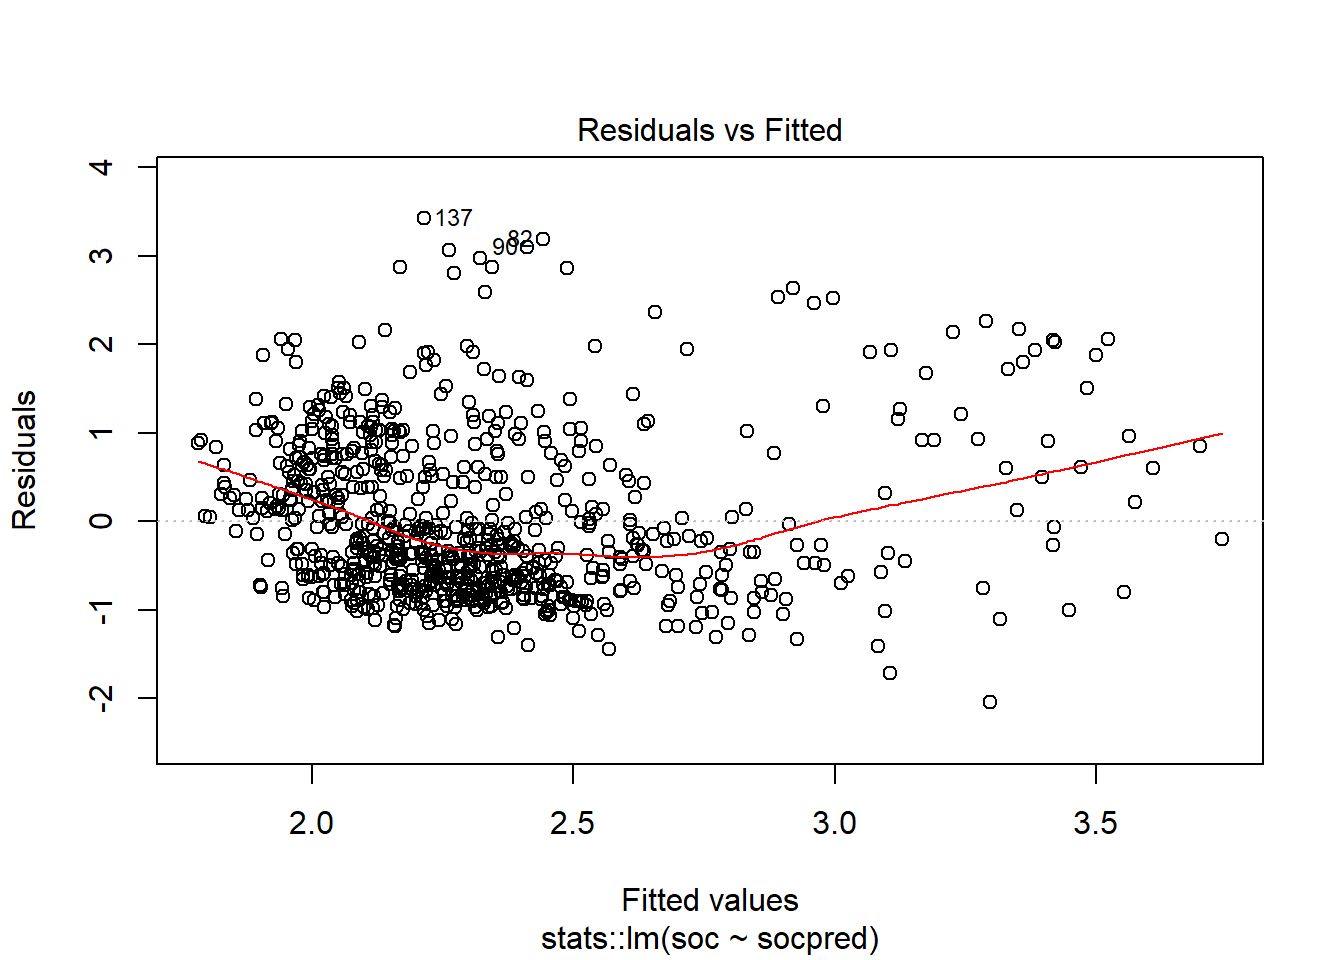 Residuals vs Fitted
Residuals
4
3
2
1
0
-1
-2
137
82
90
2.0 2.5 3.0 3.5
Fitted values
stats::lm(soc ~ socpred)